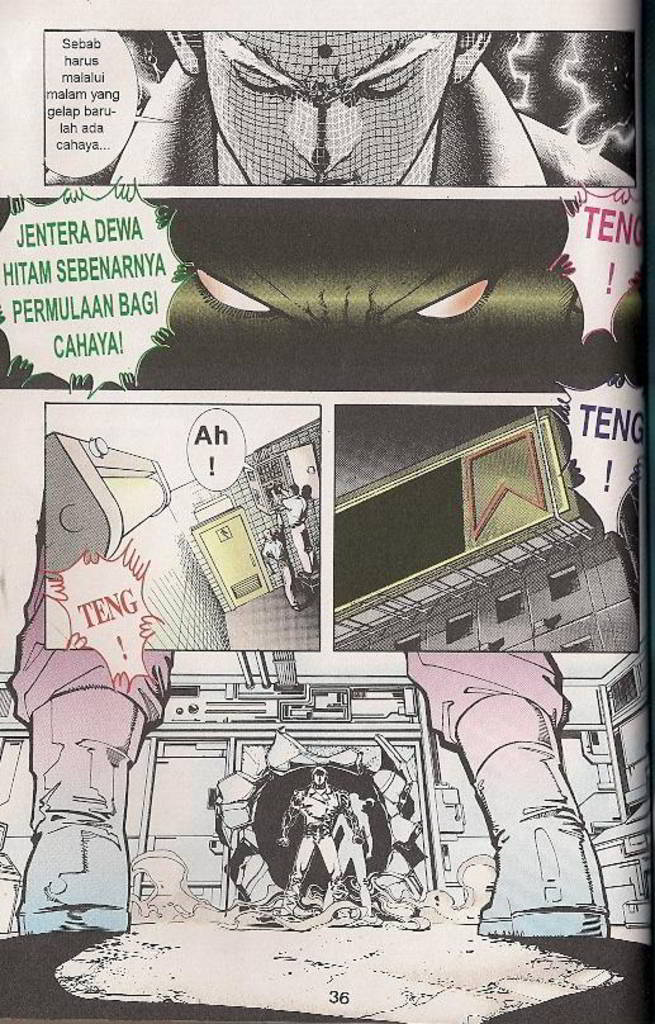 Sebab
harus
malalui
malam yang
gelap baru-
lah ada
cahaya...
JENTERA DEWA
HITAM SEBENARNYA
PERMULAAN BAGI
CAHAYA!
TENG
!
Ah
!
TENG
!
TENG
!
36